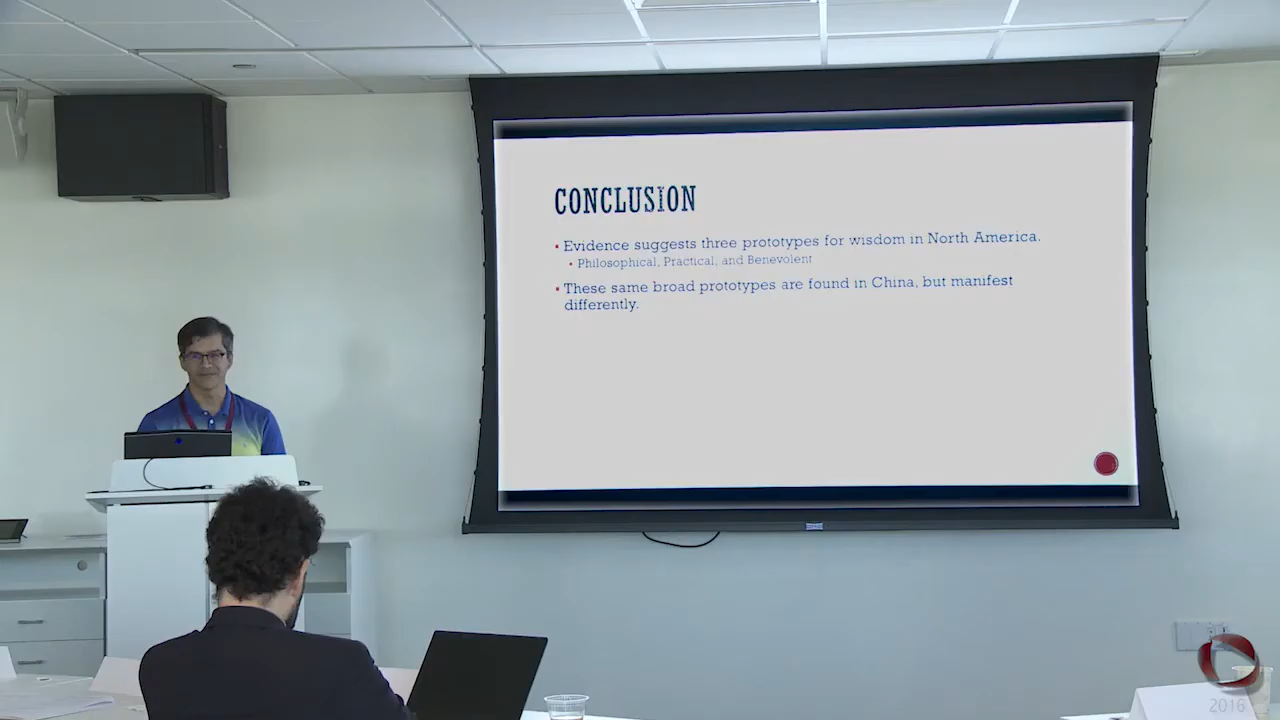 CONCLUSION
▪ Evidence suggests three prototypes for wisdom in North America.
▪ Philosophical, Practical, and Benevolent
▪ These same broad prototypes are found in China, but manifest
differently.
2016